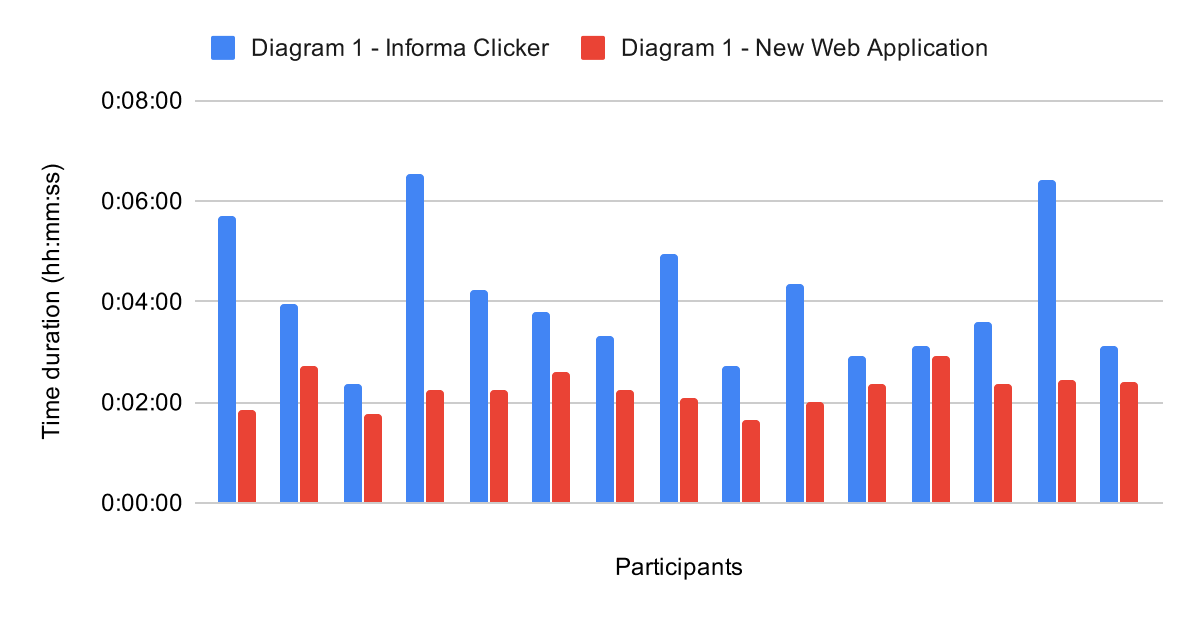 Diagram 1 - Informa Clicker
Diagram 1 - New Web Application
0:08:00
0:06:00
0:04:00
0:02:00
0:00:00
Time duration (hh:mm:ss)
Participants